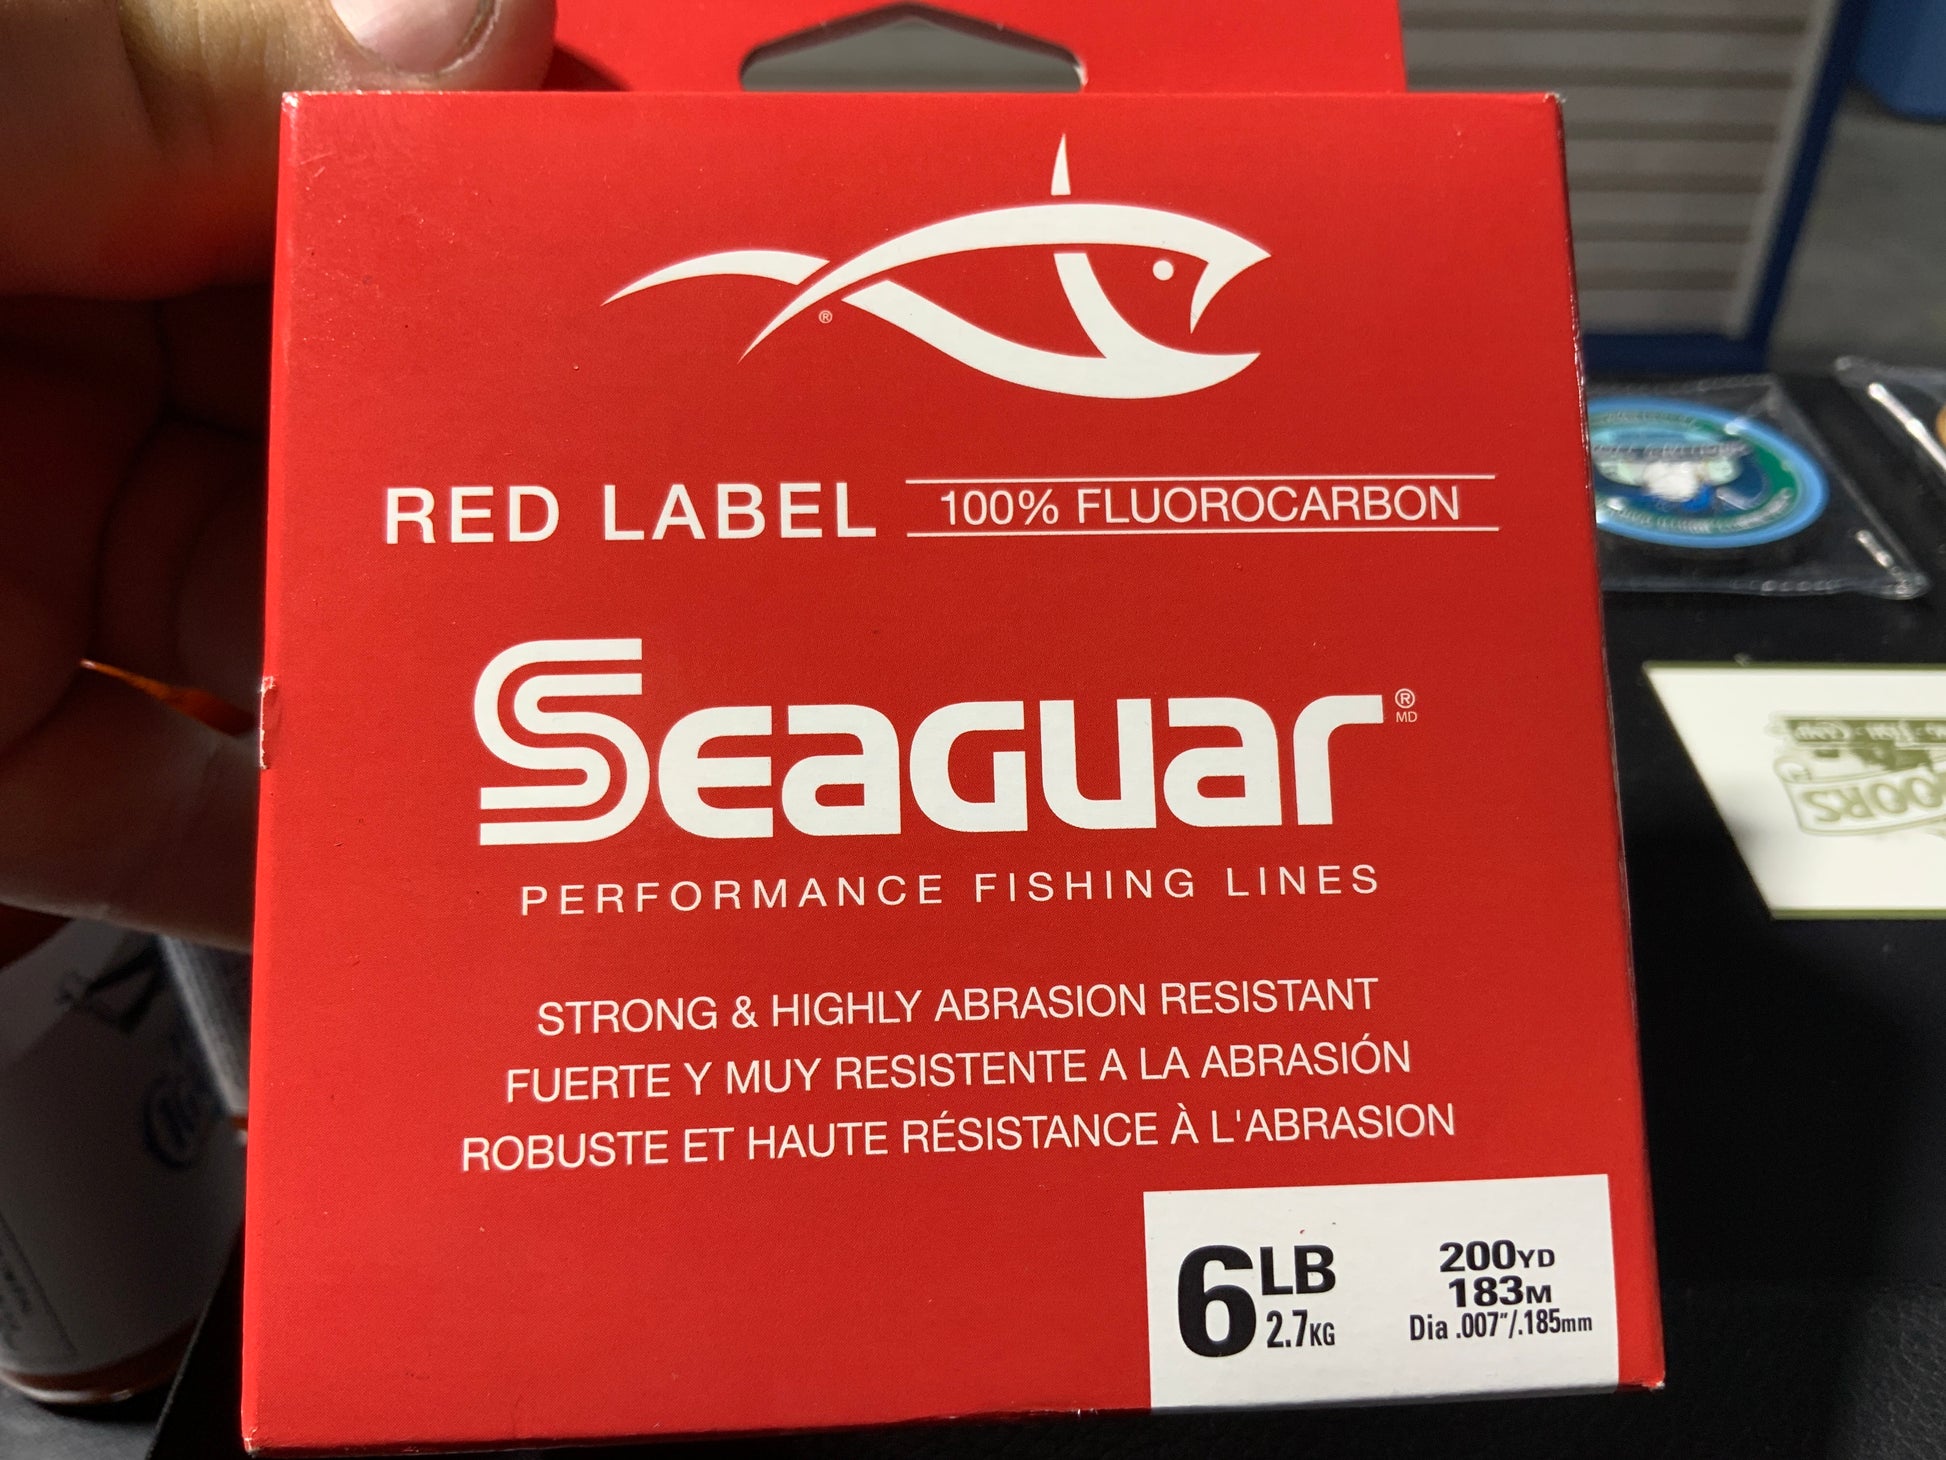 ®
RED LABEL 100% FLUOROCARBON
Seaguar® MD
PERFORMANCE FISHING LINES
STRONG & HIGHLY ABRASION RESISTANT
FUERTE Y MUY RESISTENTE A LA ABRASIÓN
ROBUSTE ET HAUTE RÉSISTANCE À L'ABRASION
6LB
2.7KG
200YD
183M
Dia .007"/.185mm